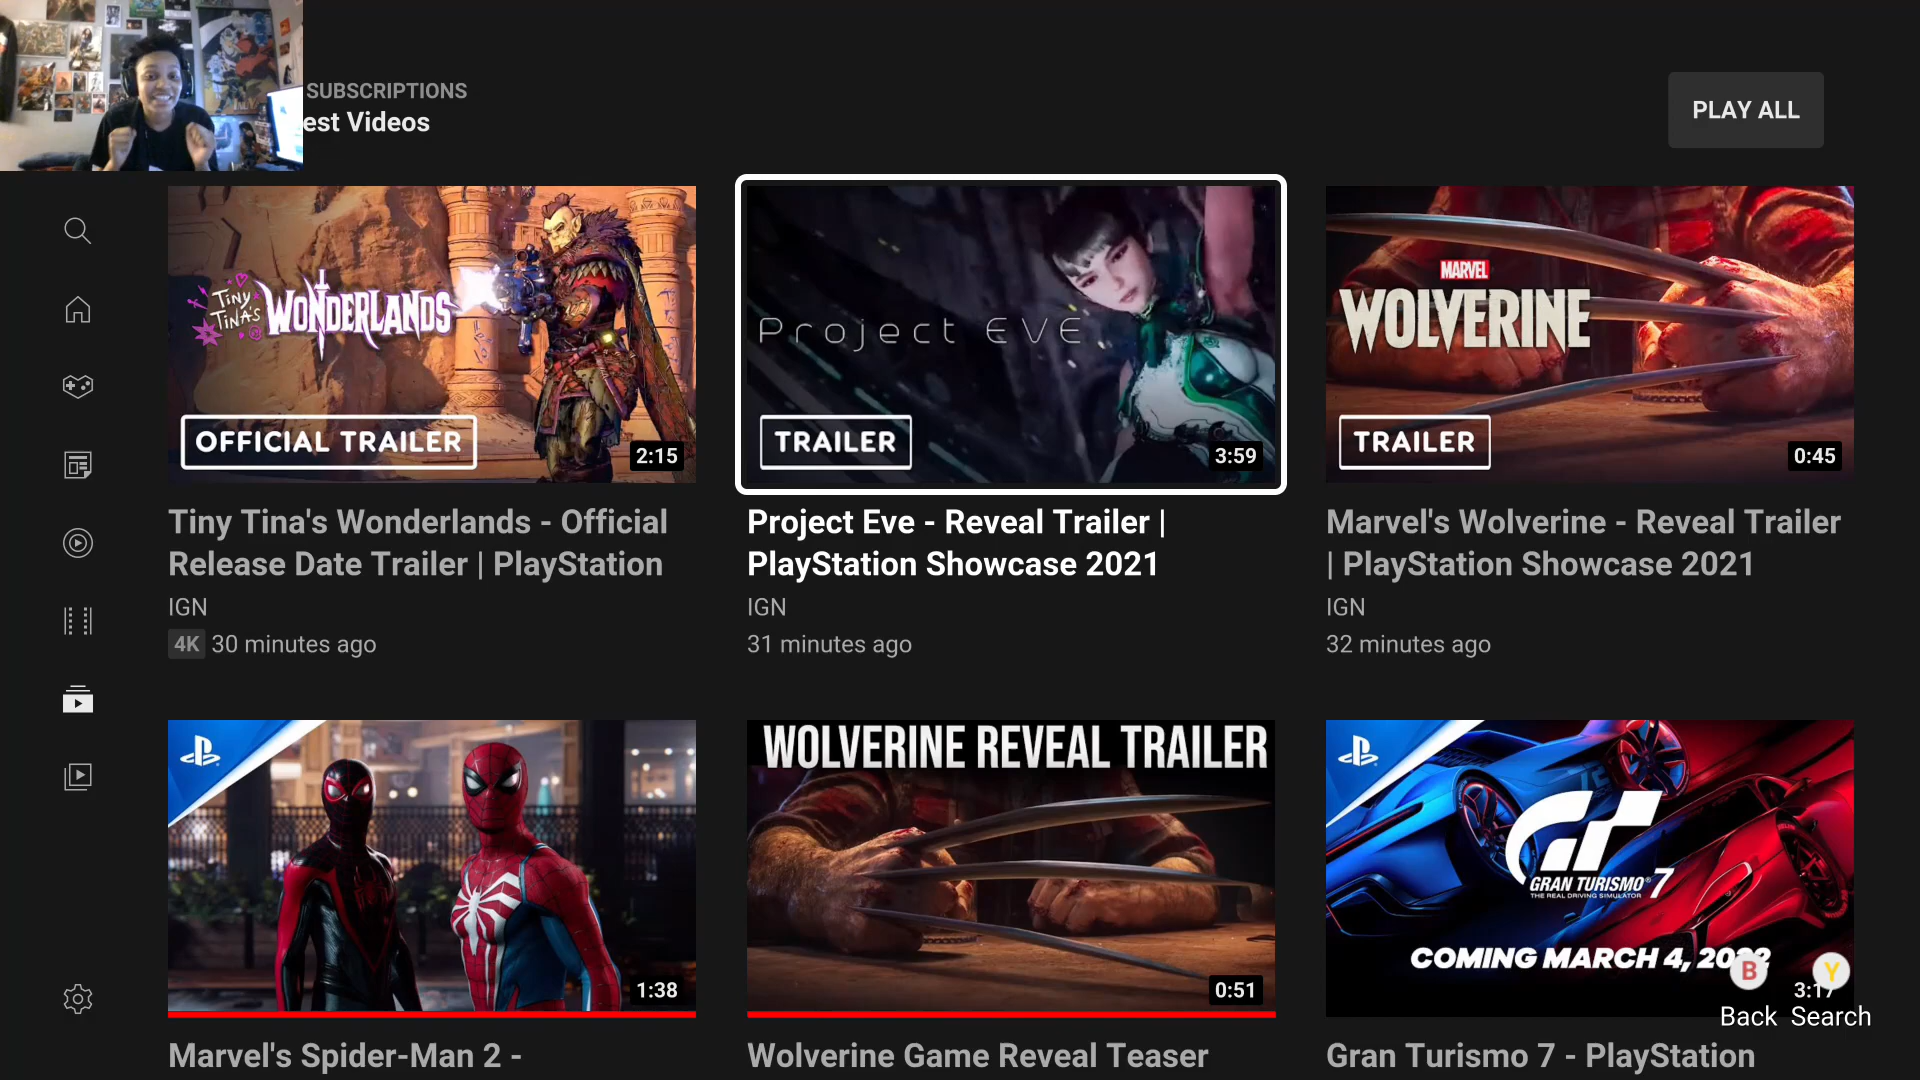 SUBSCRIPTIONS
est Videos
PLAY ALL
TINY
TINA'S
WONDERLANDS
OFFICIAL TRAILER
2:15
Project EVE
TRAILER
3:59
MARVEL
WOLVERINE
TRAILER
0:45
Tiny Tina's Wonderlands - Official
Release Date Trailer | PlayStation
IGN
4K 30 minutes ago
Project Eve - Reveal Trailer |
PlayStation Showcase 2021
IGN
31 minutes ago
Marvel's Wolverine - Reveal Trailer
| PlayStation Showcase 2021
IGN
32 minutes ago
1:38
WOLVERINE REVEAL TRAILER
0:51
GT
GRAN TURISMO 7
THE REAL DRIVING SIMULATOR
COMING MARCH 4, 2022
3:17
B Y
Back Search
Marvel's Spider-Man 2 -
Wolverine Game Reveal Teaser
Gran Turismo 7 - PlayStation